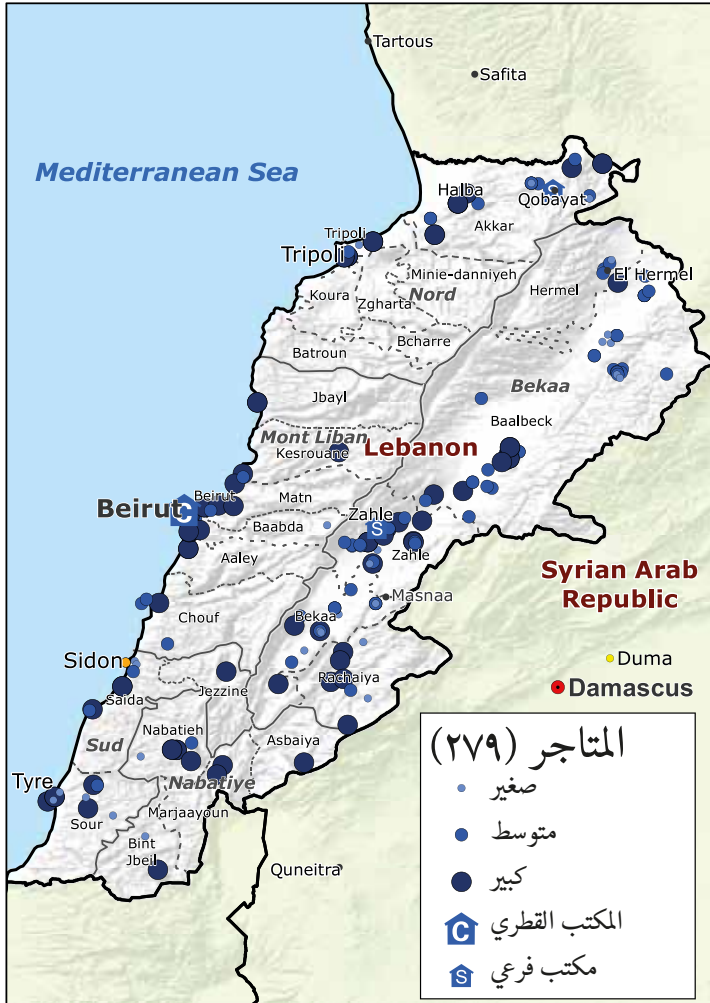 Tartous
Safita
Mediterranean Sea
Halba
Qobayat
Akkar
Tripoli
Tripoli
Minie-danniyeh
El Hermel
Hermel
Koura
Nord
Zgharta
Bcharre
Batroun
Bekaa
Jbayl
Baalbeck
Mont Liban
Lebanon
Kesrouane
Beirut
Matn
Beirut
C
Zahle
S
Baabda
Zahle
Aaley
Syrian Arab
Republic
Masnaa
Chouf
Bekaa
Sidon
Duma
Rachaiya
Jezzine
Damascus
Saida
Nabatieh
Asbaiya
Sud
Nabatiye
Tyre
Sour
Marjaayoun
Bint
Jbeil
Quneitra
المتاجر (٢٧٩)
صغير
متوسط
كبير
C المكتب القطري
S مكتب فرعي